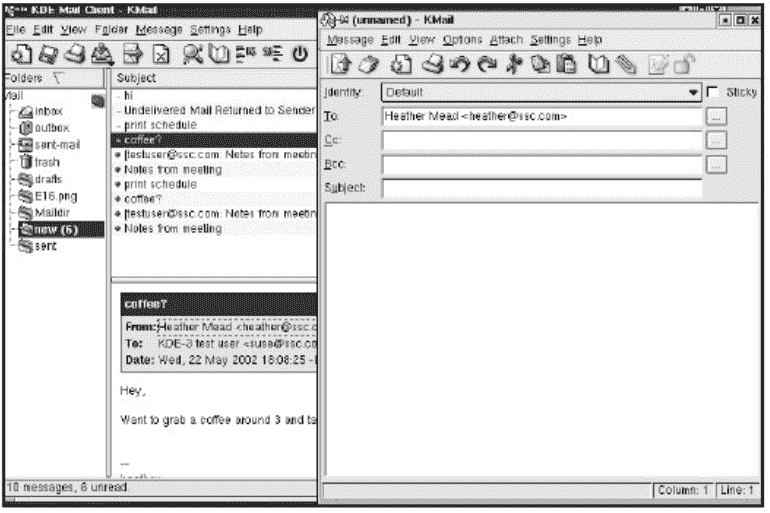 KDE Mail Client - KMail
File Edit View Folder Message Settings Help
Folders
Mail
inbox
outbox
sent-mail
trash
drafts
E16.png
Maildir
new (6)
sent
Subject
hi
Undelivered Mail Returned to Sender
print schedule
coffee?
[testuser@ssc.com: Notes from meetin
Notes from meeting
print schedule
coffee?
[testuser@ssc.com: Notes from meetin
Notes from meeting
coffee?
From: Heather Mead <heather@ssc.c
To: KDE-3 test user <suse@ssc.co
Date: Wed, 22 May 2002 18:08:25 -
Hey,
Want to grab a coffee around 3 and ta
--
10 messages, 6 unread.
(unnamed) - KMail
Message Edit View Options Attach Settings Help
Identity: Default Sticky
To: Heather Mead <heather@ssc.com> ...
Cc: ...
Bcc: ...
Subject:
Column: 1 Line: 1